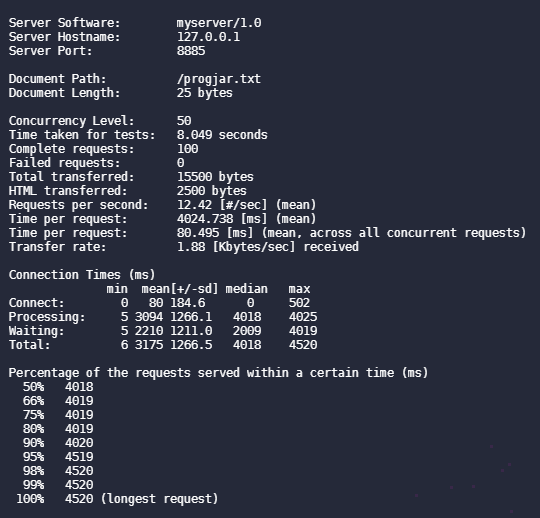 Server Software:        myserver/1.0
Server Hostname:        127.0.0.1
Server Port:            8885

Document Path:          /progjar.txt
Document Length:        25 bytes

Concurrency Level:      50
Time taken for tests:   8.049 seconds
Complete requests:      100
Failed requests:        0
Total transferred:      15500 bytes
HTML transferred:       2500 bytes
Requests per second:    12.42 [#/sec] (mean)
Time per request:       4024.738 [ms] (mean)
Time per request:       80.495 [ms] (mean, across all concurrent requests)
Transfer rate:          1.88 [Kbytes/sec] received

Connection Times (ms)
              min  mean[+/-sd] median   max
Connect:        0   80 184.6      0     502
Processing:     5 3094 1266.1   4018    4025
Waiting:        5 2210 1211.0   2009    4019
Total:          6 3175 1266.5   4018    4520

Percentage of the requests served within a certain time (ms)
  50%   4018
  66%   4019
  75%   4019
  80%   4019
  90%   4020
  95%   4519
  98%   4520
  99%   4520
 100%   4520 (longest request)